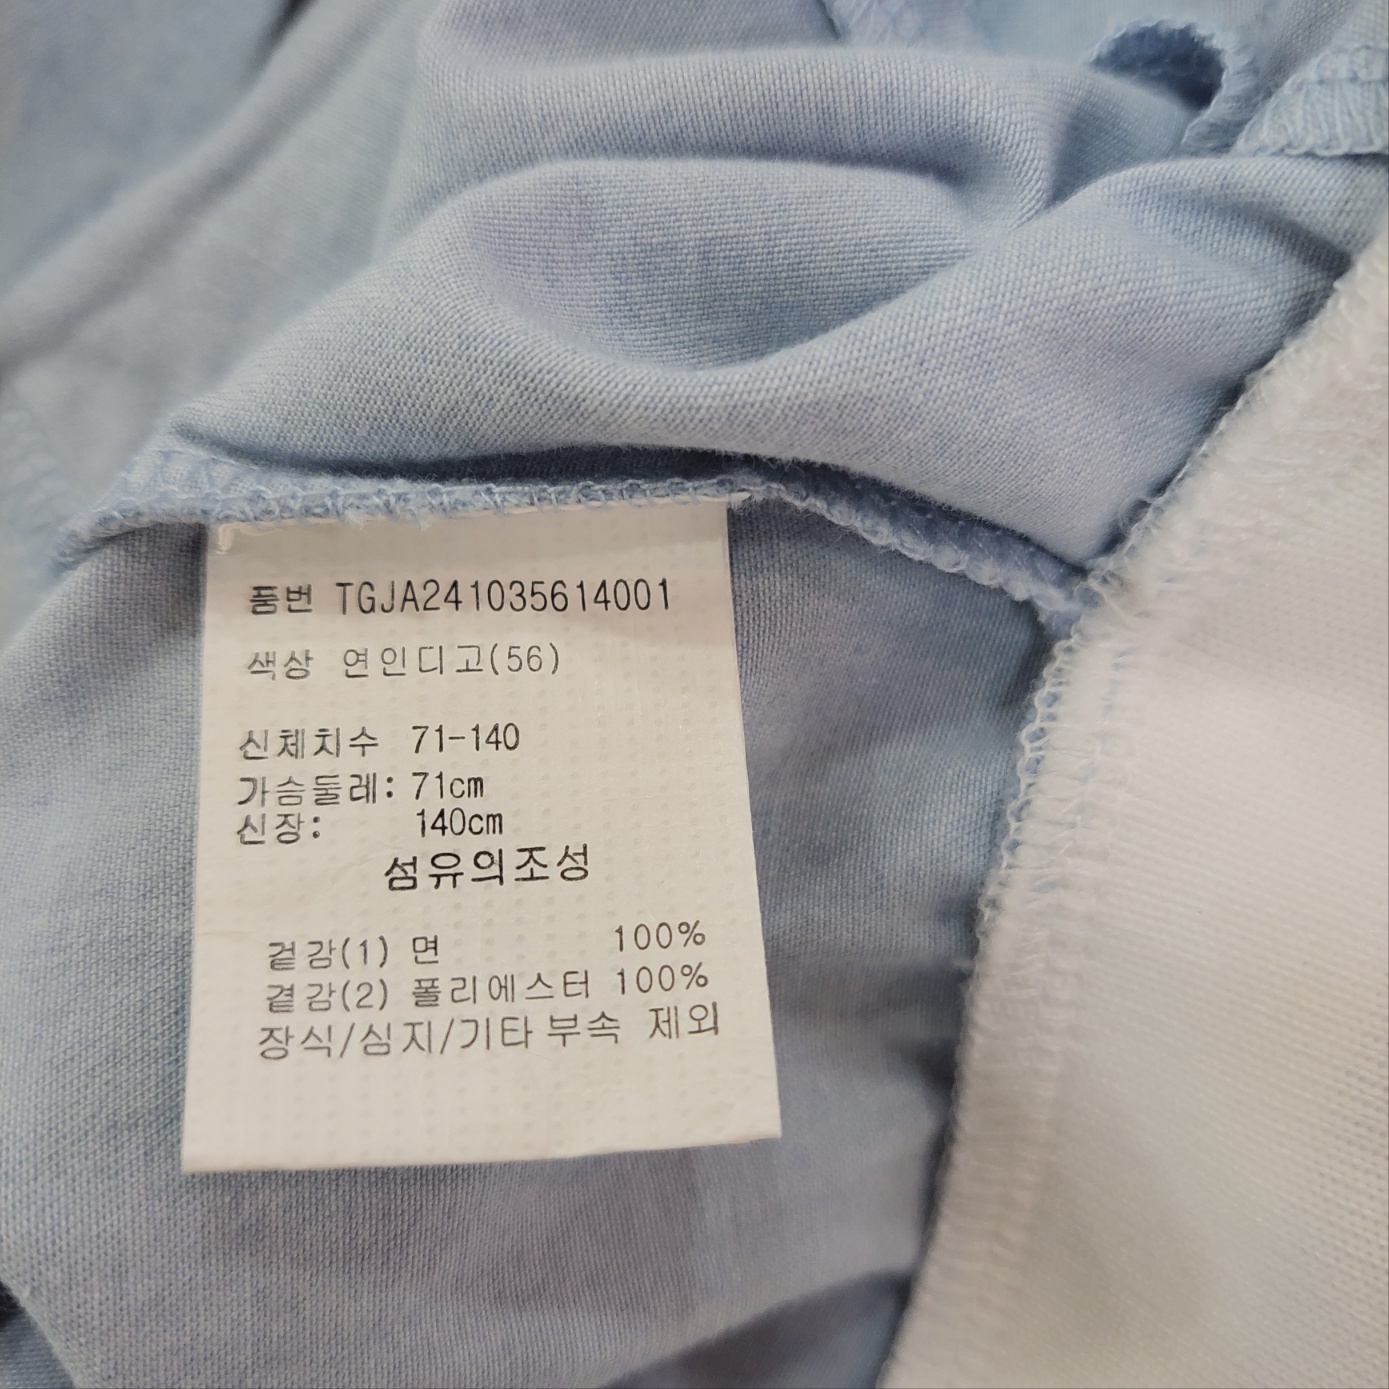 품번 TGJA241035614001
색상 연인디고(56)
신체치수 71-140
가슴둘레: 71cm
신장: 140cm
섬유의조성
겉감(1) 면 100%
곁감(2) 폴리에스터 100%
장식/심지/기타 부속 제외